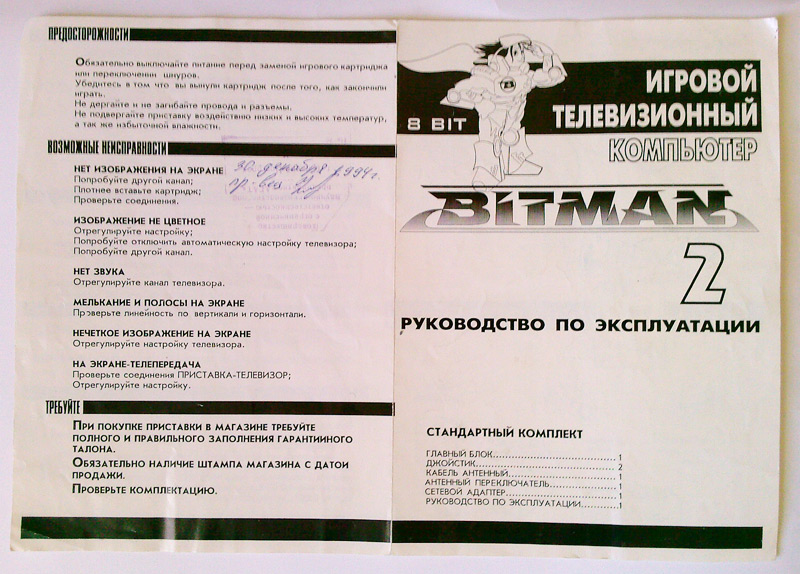 ПРЕДОСТОРОЖНОСТИ
Обязательно выключайте питание перед заменой игрового картриджа
или переключении шнуров.
Убедитесь в том что вы вынули картридж после того, как закончили
играть.
Не дергайте и не загибайте провода и разъемы.
Не подвергайте приставку воздействию низких и высоких температур,
а так же избыточной влажности.
ВОЗМОЖНЫЕ НЕИСПРАВНОСТИ
НЕТ ИЗОБРАЖЕНИЯ НА ЭКРАНЕ
Попробуйте другой канал;
Плотнее вставьте картридж;
Проверьте соединения.
30 декабря 1994 г.
ИЗОБРАЖЕНИЕ НЕ ЦВЕТНОЕ
Отрегулируйте настройку;
Попробуйте отключить автоматическую настройку телевизора;
Попробуйте другой канал.
НЕТ ЗВУКА
Отрегулируйте канал телевизора.
МЕЛЬКАНИЕ И ПОЛОСЫ НА ЭКРАНЕ
Проверьте линейность по вертикали и горизонтали.
НЕЧЕТКОЕ ИЗОБРАЖЕНИЕ НА ЭКРАНЕ
Отрегулируйте настройку телевизора.
НА ЭКРАНЕ-ТЕЛЕПЕРЕДАЧА
Проверьте соединения ПРИСТАВКА-ТЕЛЕВИЗОР;
Отрегулируйте настройку.
ТРЕБУЙТЕ
ПРИ ПОКУПКЕ ПРИСТАВКИ В МАГАЗИНЕ ТРЕБУЙТЕ
ПОЛНОГО И ПРАВИЛЬНОГО ЗАПОЛНЕНИЯ ГАРАНТИИНОГО
ТАЛОНА.
ОБЯЗАТЕЛЬНО НАЛИЧИЕ ШТАМПА МАГАЗИНА С ДАТОИ
ПРОДАЖИ.
ПРОВЕРЬТЕ КОМПЛЕКТАЦИЮ.
8 BIT
ИГРОВОЙ
ТЕЛЕВИЗИОННЫЙ
КОМПЬЮТЕР
BITMAN
2
РУКОВОДСТВО ПО ЭКСПЛУАТАЦИИ
СТАНДАРТНЫЙ КОМПЛЕКТ
ГЛАВНЫЙ БЛОК 1
ДЖОЙСТИК 2
КАБЕЛЬ АНТЕННЫЙ 1
АНТЕННЫЙ ПЕРЕКЛЮЧАТЕЛЬ 1
СЕТЕВОЙ АДАПТЕР 1
РУКОВОДСТВО ПО ЭКСПЛУАТАЦИИ 1